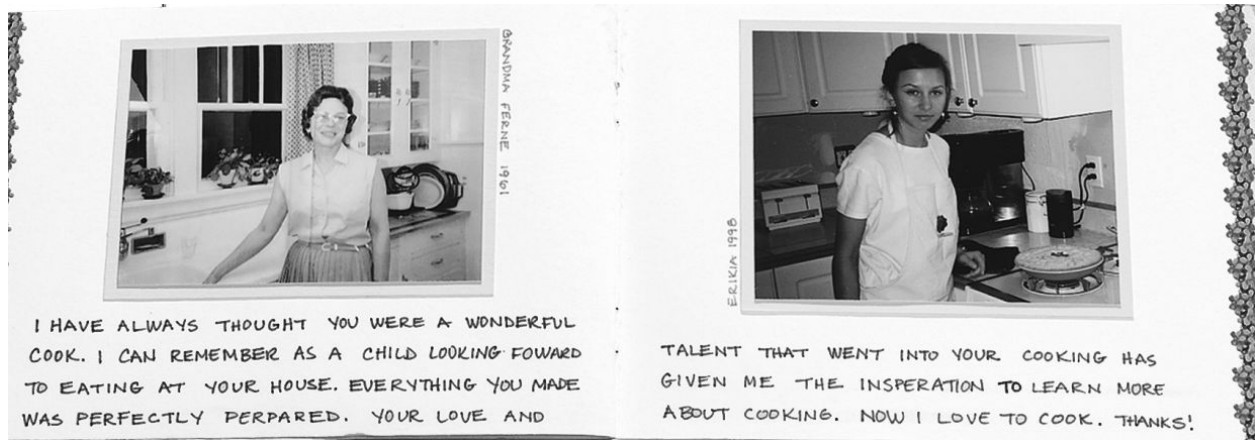 GRANDMA FERNE 1961
I HAVE ALWAYS THOUGHT YOU WERE A WONDERFUL
COOK. I CAN REMEMBER AS A CHILD LOOKING FOWARD
TO EATING AT YOUR HOUSE. EVERYTHING YOU MADE
WAS PERFECTLY PERPARED. YOUR LOVE AND
ERIKIA 1998
TALENT THAT WENT INTO YOUR COOKING HAS
GIVEN ME THE INSPERATION TO LEARN MORE
ABOUT COOKING. NOW I LOVE TO COOK. THANKS!